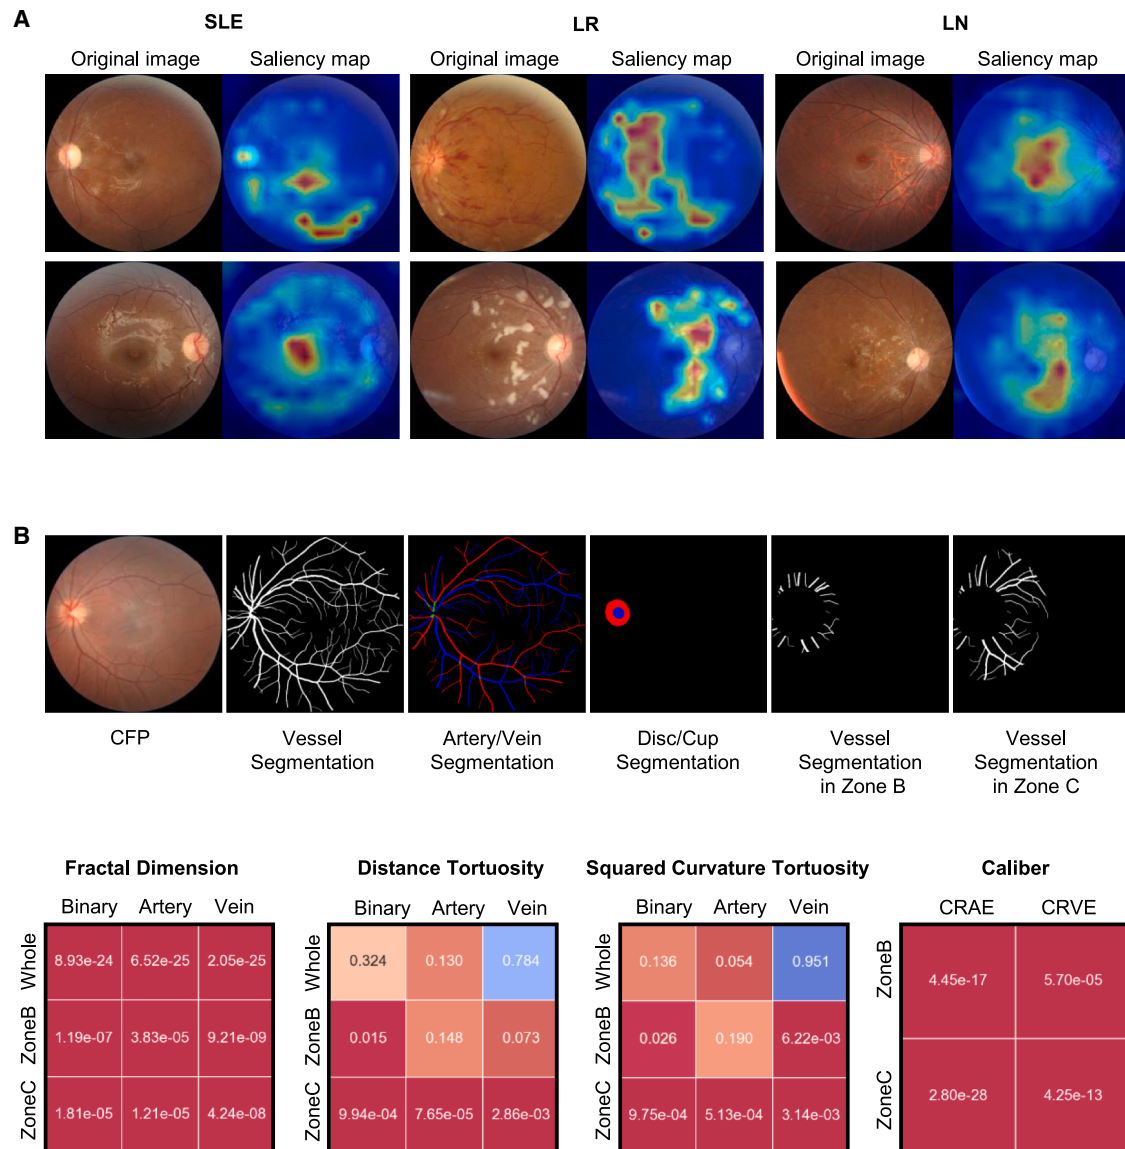 A
SLE
LR
LN
Original image
Saliency map
Original image
Saliency map
Original image
Saliency map
B
CFP
Vessel
Segmentation
Artery/Vein
Segmentation
Disc/Cup
Segmentation
Vessel
Segmentation
in Zone B
Vessel
Segmentation
in Zone C
Fractal Dimension
Binary Artery Vein
Whole 8.93e-24 6.52e-25 2.05e-25
ZoneB 1.19e-07 3.83e-05 9.21e-09
ZoneC 1.81e-05 1.21e-05 4.24e-08
Distance Tortuosity
Binary Artery Vein
Whole 0.324 0.130 0.784
ZoneB 0.015 0.148 0.073
ZoneC 9.94e-04 7.65e-05 2.86e-03
Squared Curvature Tortuosity
Binary Artery Vein
Whole 0.136 0.054 0.951
ZoneB 0.026 0.190 6.22e-03
ZoneC 9.75e-04 5.13e-04 3.14e-03
Caliber
CRAE CRVE
ZoneB 4.45e-17 5.70e-05
ZoneC 2.80e-28 4.25e-13